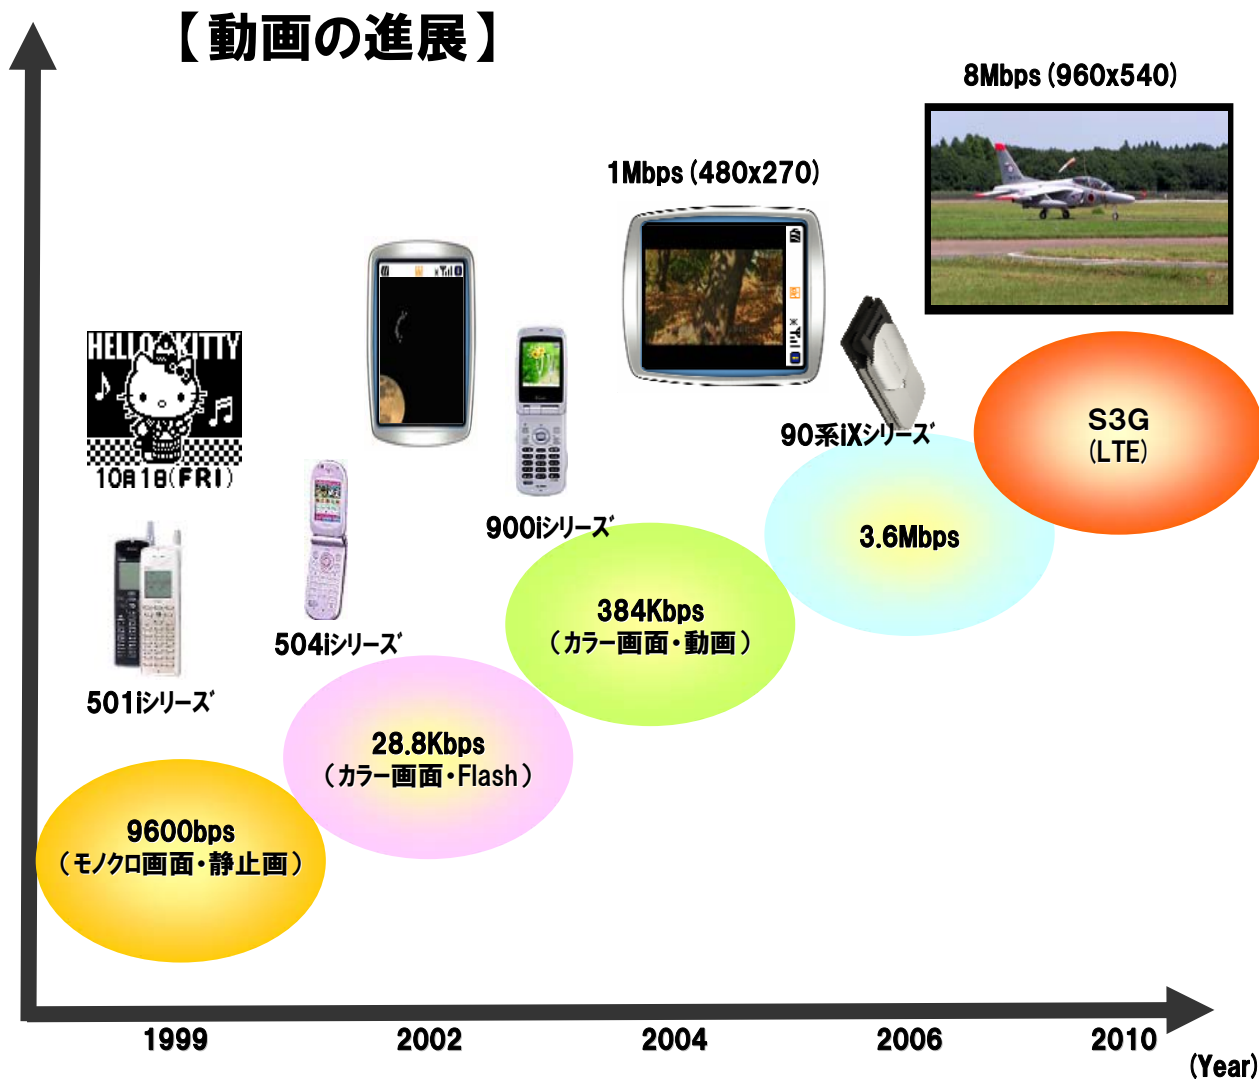 【動画の進展】
8Mbps（960x540）
1Mbps（480x270）
HELLO KITTY
10月18(FRI)
501iシリーズ
504iシリーズ
900iシリーズ
90系iXシリーズ
S3G
(LTE)
3.6Mbps
384Kbps
（カラー画面・動画）
28.8Kbps
（カラー画面・Flash）
9600bps
（モノクロ画面・静止画）
1999
2002
2004
2006
2010
(Year)